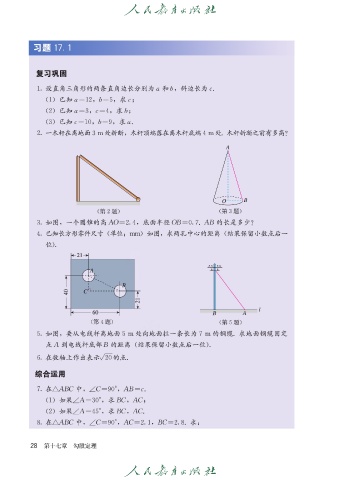 人民教育出版社
习题 17.1
复习巩固
1. 设直角三角形的两条直角边长分别为 a 和 b，斜边长为 c.
(1) 已知 a=12，b=5，求 c；
(2) 已知 a=3，c=4，求 b；
(3) 已知 c=10，b=9，求 a.
2. 一木杆在离地面 3 m 处折断，木杆顶端落在离木杆底端 4 m 处. 木杆折断之前有多高？
A
O
B
（第 2 题）
（第 3 题）
3. 如图，一个圆锥的高 AO=2.4，底面半径 OB=0.7. AB 的长是多少？
4. 已知长方形零件尺寸（单位：mm）如图，求两孔中心的距离（结果保留小数点后一
位）.
21
A
B
C
40
21
60
B
A
l
（第 4 题）
（第 5 题）
5. 如图，要从电线杆离地面 5 m 处向地面拉一条长为 7 m 的钢缆. 求地面钢缆固定
点 A 到电线杆底部 B 的距离（结果保留小数点后一位）.
6. 在数轴上作出表示√20的点.
综合运用
7. 在△ABC 中，∠C=90°，AB=c.
(1) 如果∠A=30°，求 BC，AC；
(2) 如果∠A=45°，求 BC，AC.
8. 在△ABC 中，∠C=90°，AC=2.1，BC=2.8. 求：
28 第十七章 勾股定理
人民教育出版社